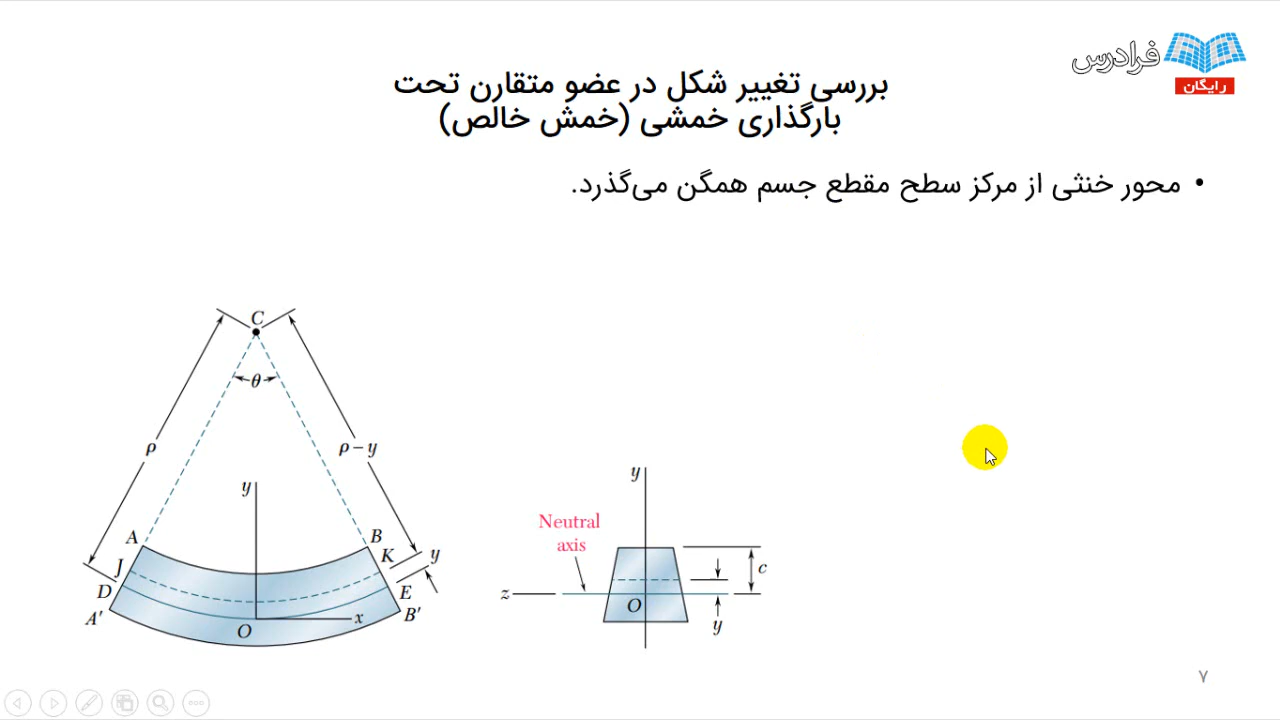 فرادرس
رایگان
بررسی تغییر شکل در عضو متقارن تحت
بارگذاری خمشی (خمش خالص)
• محور خنثی از مرکز سطح مقطع جسم همگن می‌گذرد.
C
θ
ρ
ρ – y
y
A
B
J
K
y
D
E
A′
B′
O
x
y
Neutral
axis
z
O
c
y
۷